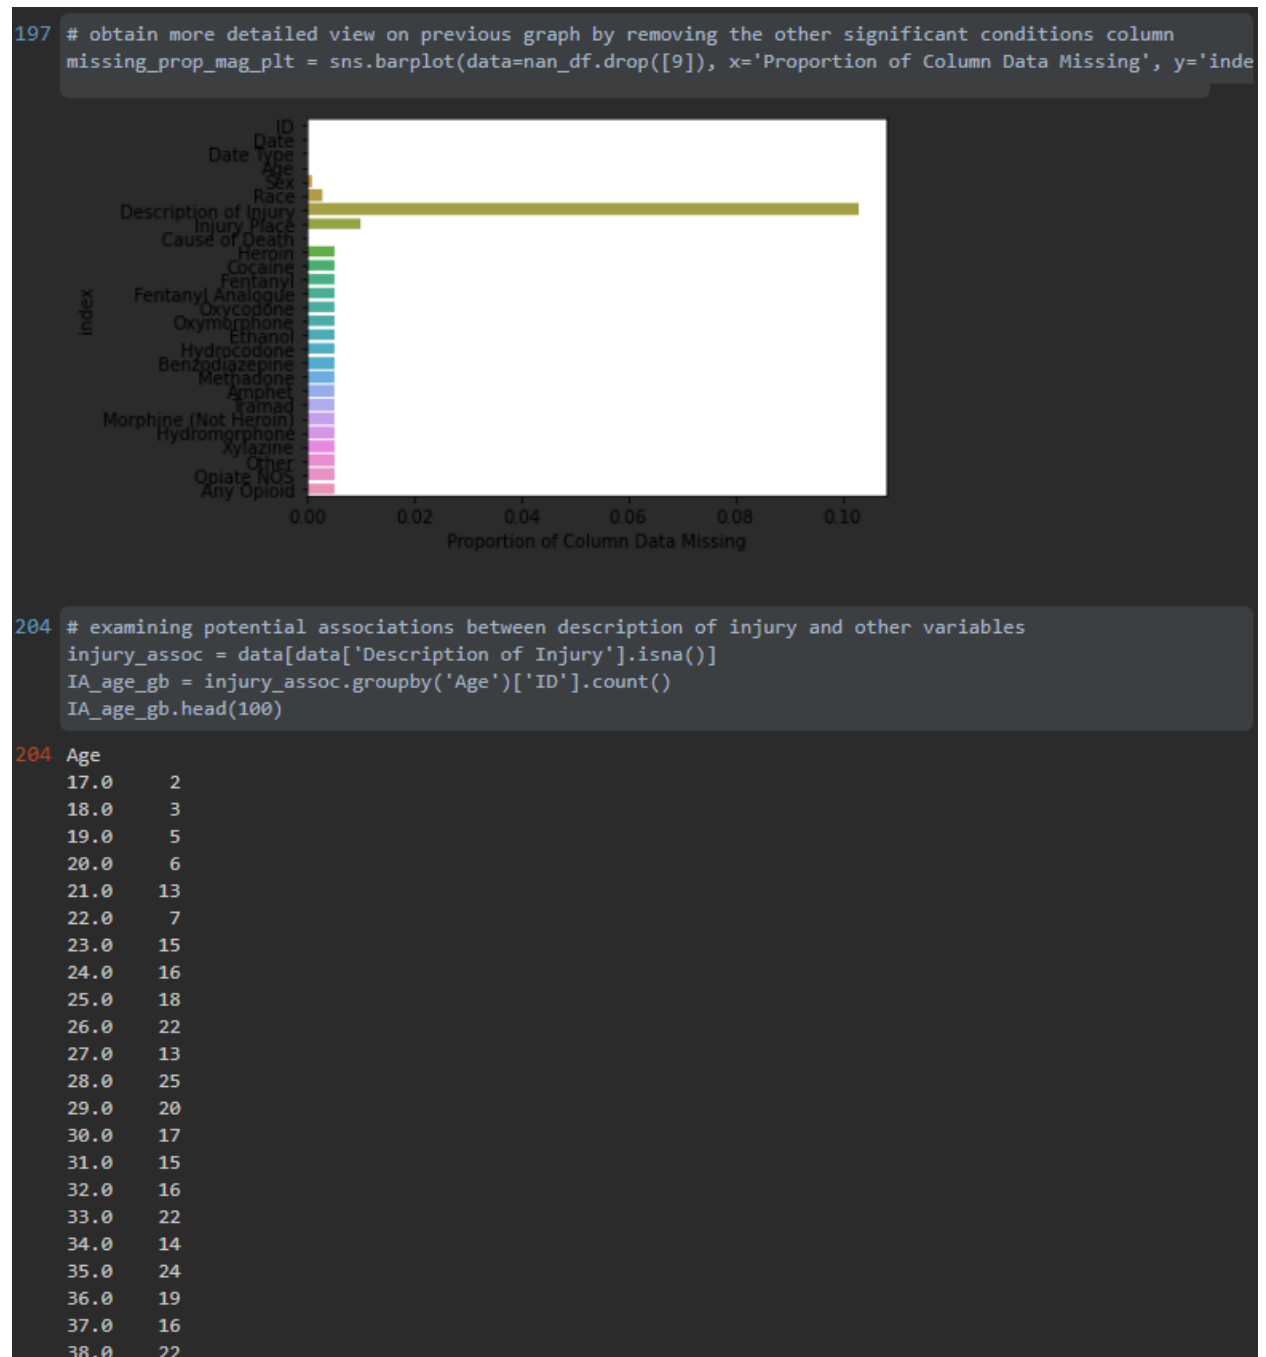 197 # obtain more detailed view on previous graph by removing the other significant conditions column
missing_prop_mag_plt = sns.barplot(data=nan_df.drop([9]), x='Proportion of Column Data Missing', y='inde
ID
Date
Date Type
Age
Sex
Race
Description of Injury
Injury Place
Cause of Death
Heroin
Cocaine
Fentanyl
Fentanyl Analogue
Oxycodone
Oxymorphone
Ethanol
Hydrocodone
Benzodiazepine
Methadone
Amphet
Tramad
Morphine (Not Heroin)
Hydromorphone
Xylazine
Other
Opiate NOS
Any Opioid
index
0.00 0.02 0.04 0.06 0.08 0.10
Proportion of Column Data Missing
204 # examining potential associations between description of injury and other variables
injury_assoc = data[data['Description of Injury'].isna()]
IA_age_gb = injury_assoc.groupby('Age')['ID'].count()
IA_age_gb.head(100)
204 Age
17.0 2
18.0 3
19.0 5
20.0 6
21.0 13
22.0 7
23.0 15
24.0 16
25.0 18
26.0 22
27.0 13
28.0 25
29.0 20
30.0 17
31.0 15
32.0 16
33.0 22
34.0 14
35.0 24
36.0 19
37.0 16
38.0 22